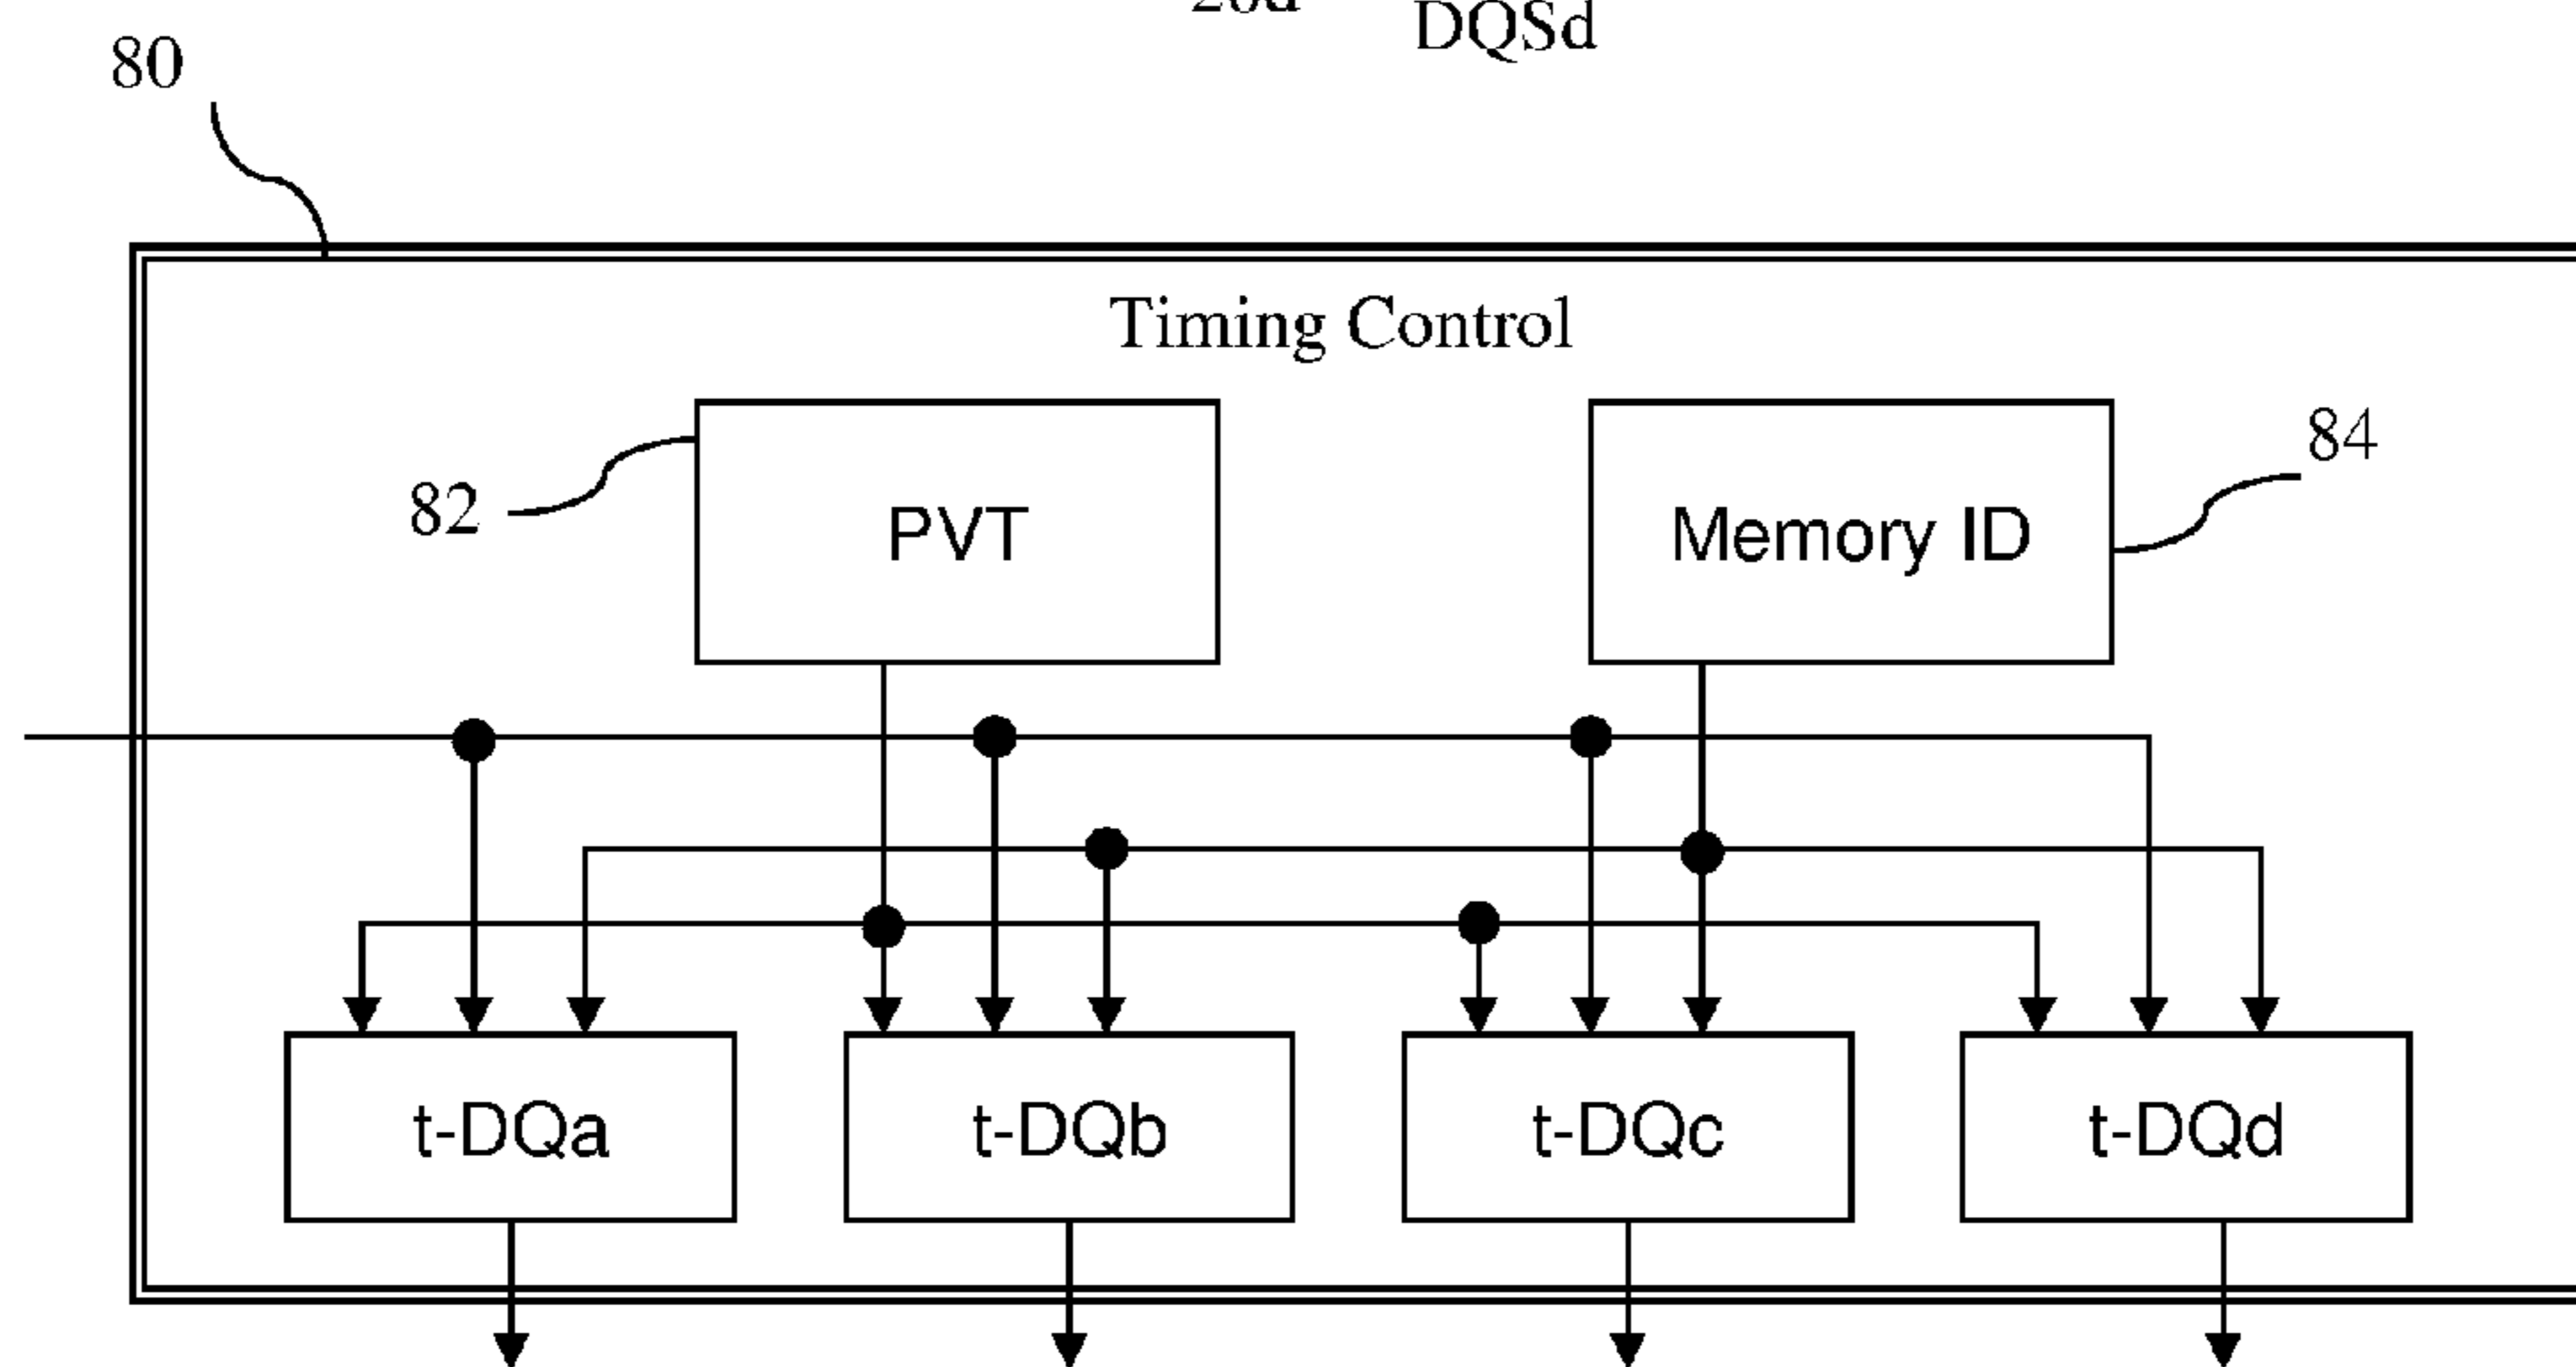 DQSd
80
Timing Control
82
PVT
Memory ID
84
t-DQa
t-DQb
t-DQc
t-DQd